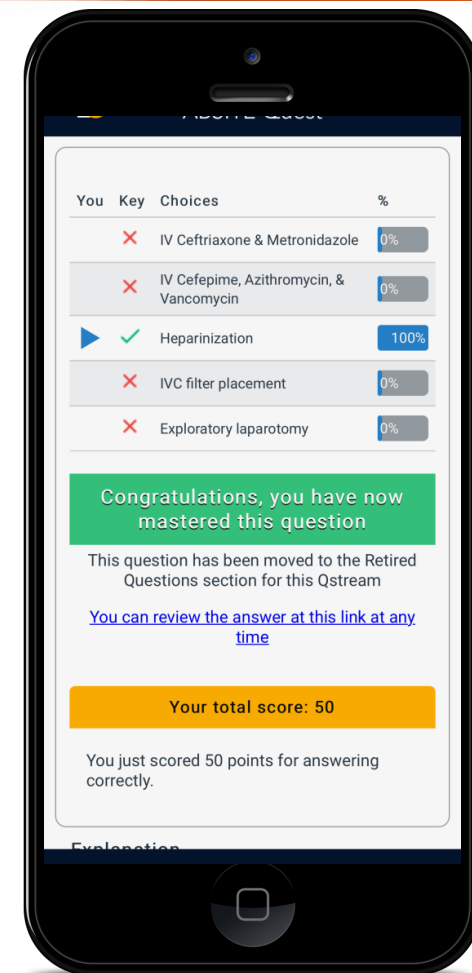 You Key Choices %
IV Ceftriaxone & Metronidazole 0%
IV Cefepime, Azithromycin, &
Vancomycin 0%
Heparinization 100%
IVC filter placement 0%
Exploratory laparotomy 0%
Congratulations, you have now
mastered this question
This question has been moved to the Retired
Questions section for this Qstream
You can review the answer at this link at any
time
Your total score: 50
You just scored 50 points for answering
correctly.
Explanation